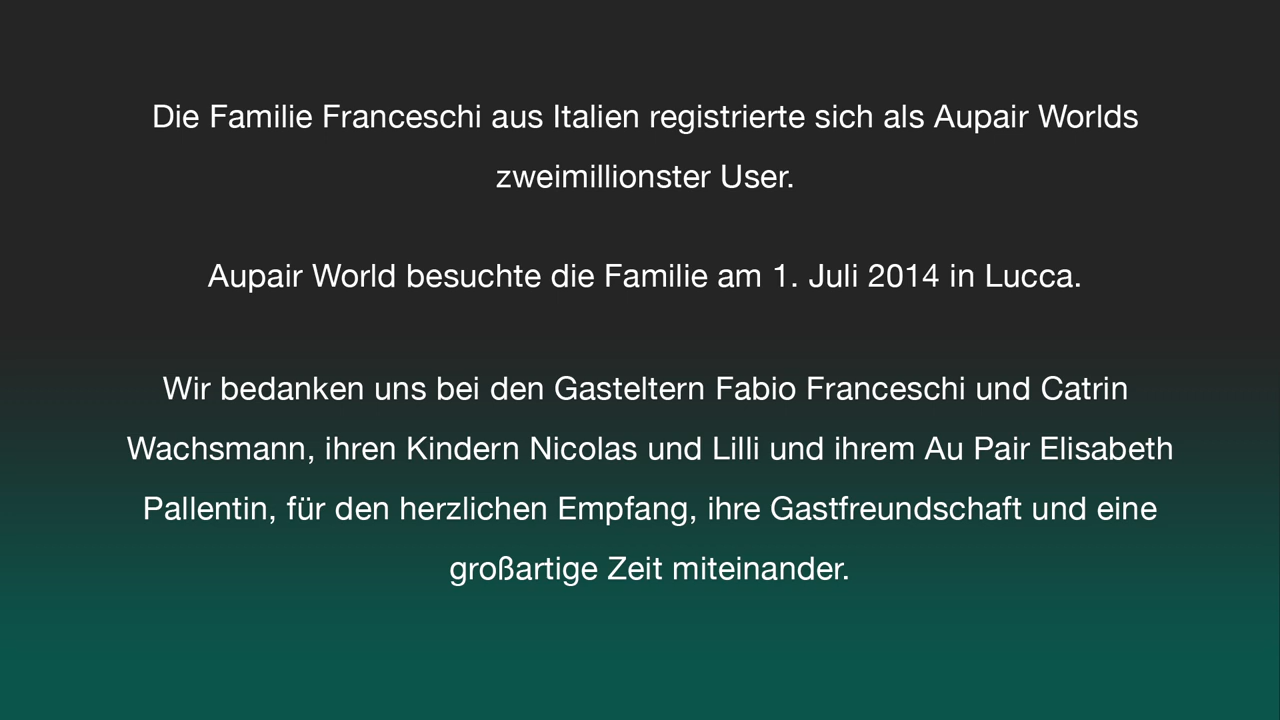 Die Familie Franceschi aus Italien registrierte sich als Aupair Worlds
zweimillionster User.
Aupair World besuchte die Familie am 1. Juli 2014 in Lucca.
Wir bedanken uns bei den Gasteltern Fabio Franceschi und Catrin
Wachsmann, ihren Kindern Nicolas und Lilli und ihrem Au Pair Elisabeth
Pallentin, für den herzlichen Empfang, ihre Gastfreundschaft und eine
großartige Zeit miteinander.